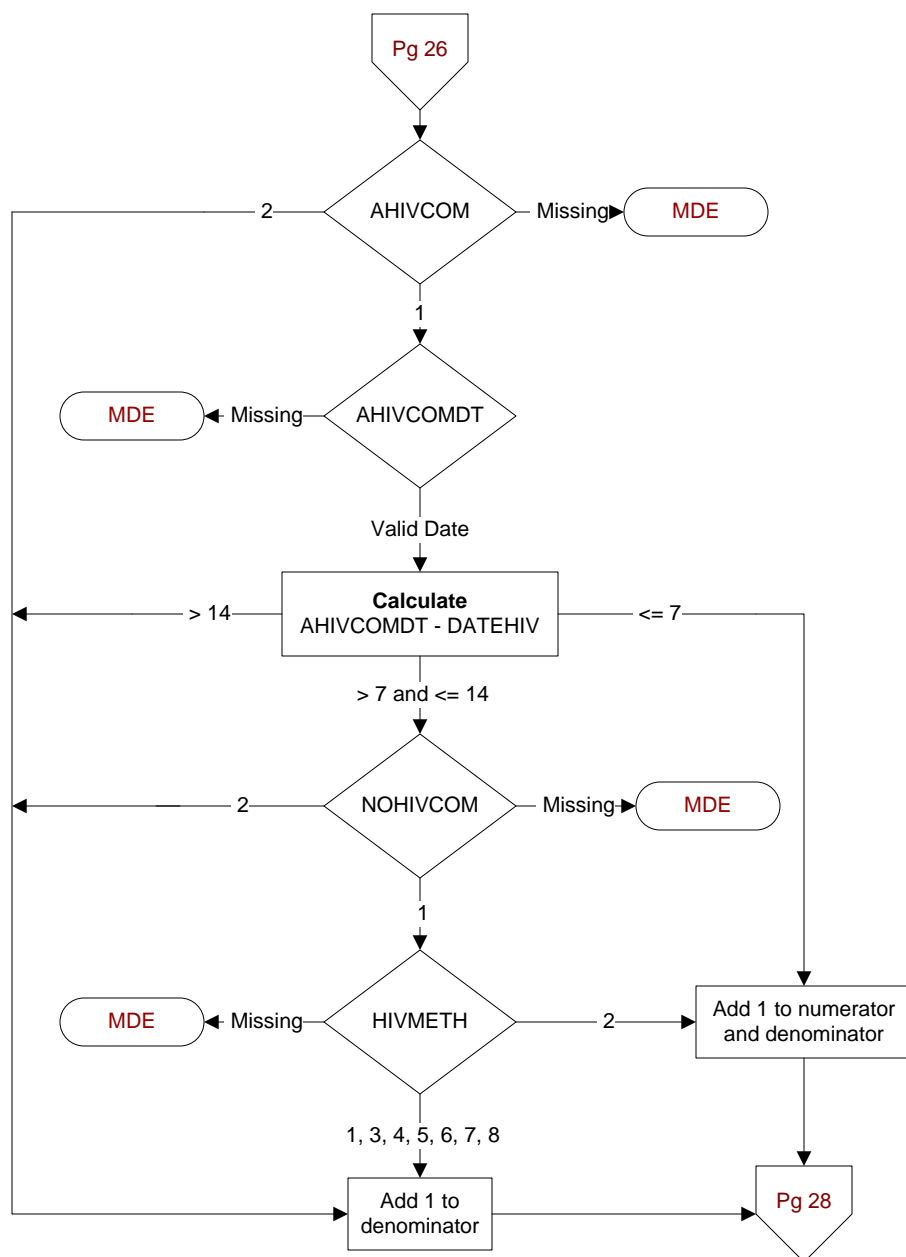 Pg 26
2
AHIVCOM
Missing
MDE
1
MDE
Missing
AHIVCOMDT
Valid Date
> 14
Calculate
AHIVCOMDT - DATEHIV
<= 7
> 7 and <= 14
2
NOHIVCOM
Missing
MDE
1
MDE
Missing
HIVMETH
2
Add 1 to numerator
and denominator
1, 3, 4, 5, 6, 7, 8
Add 1 to
denominator
Pg 28